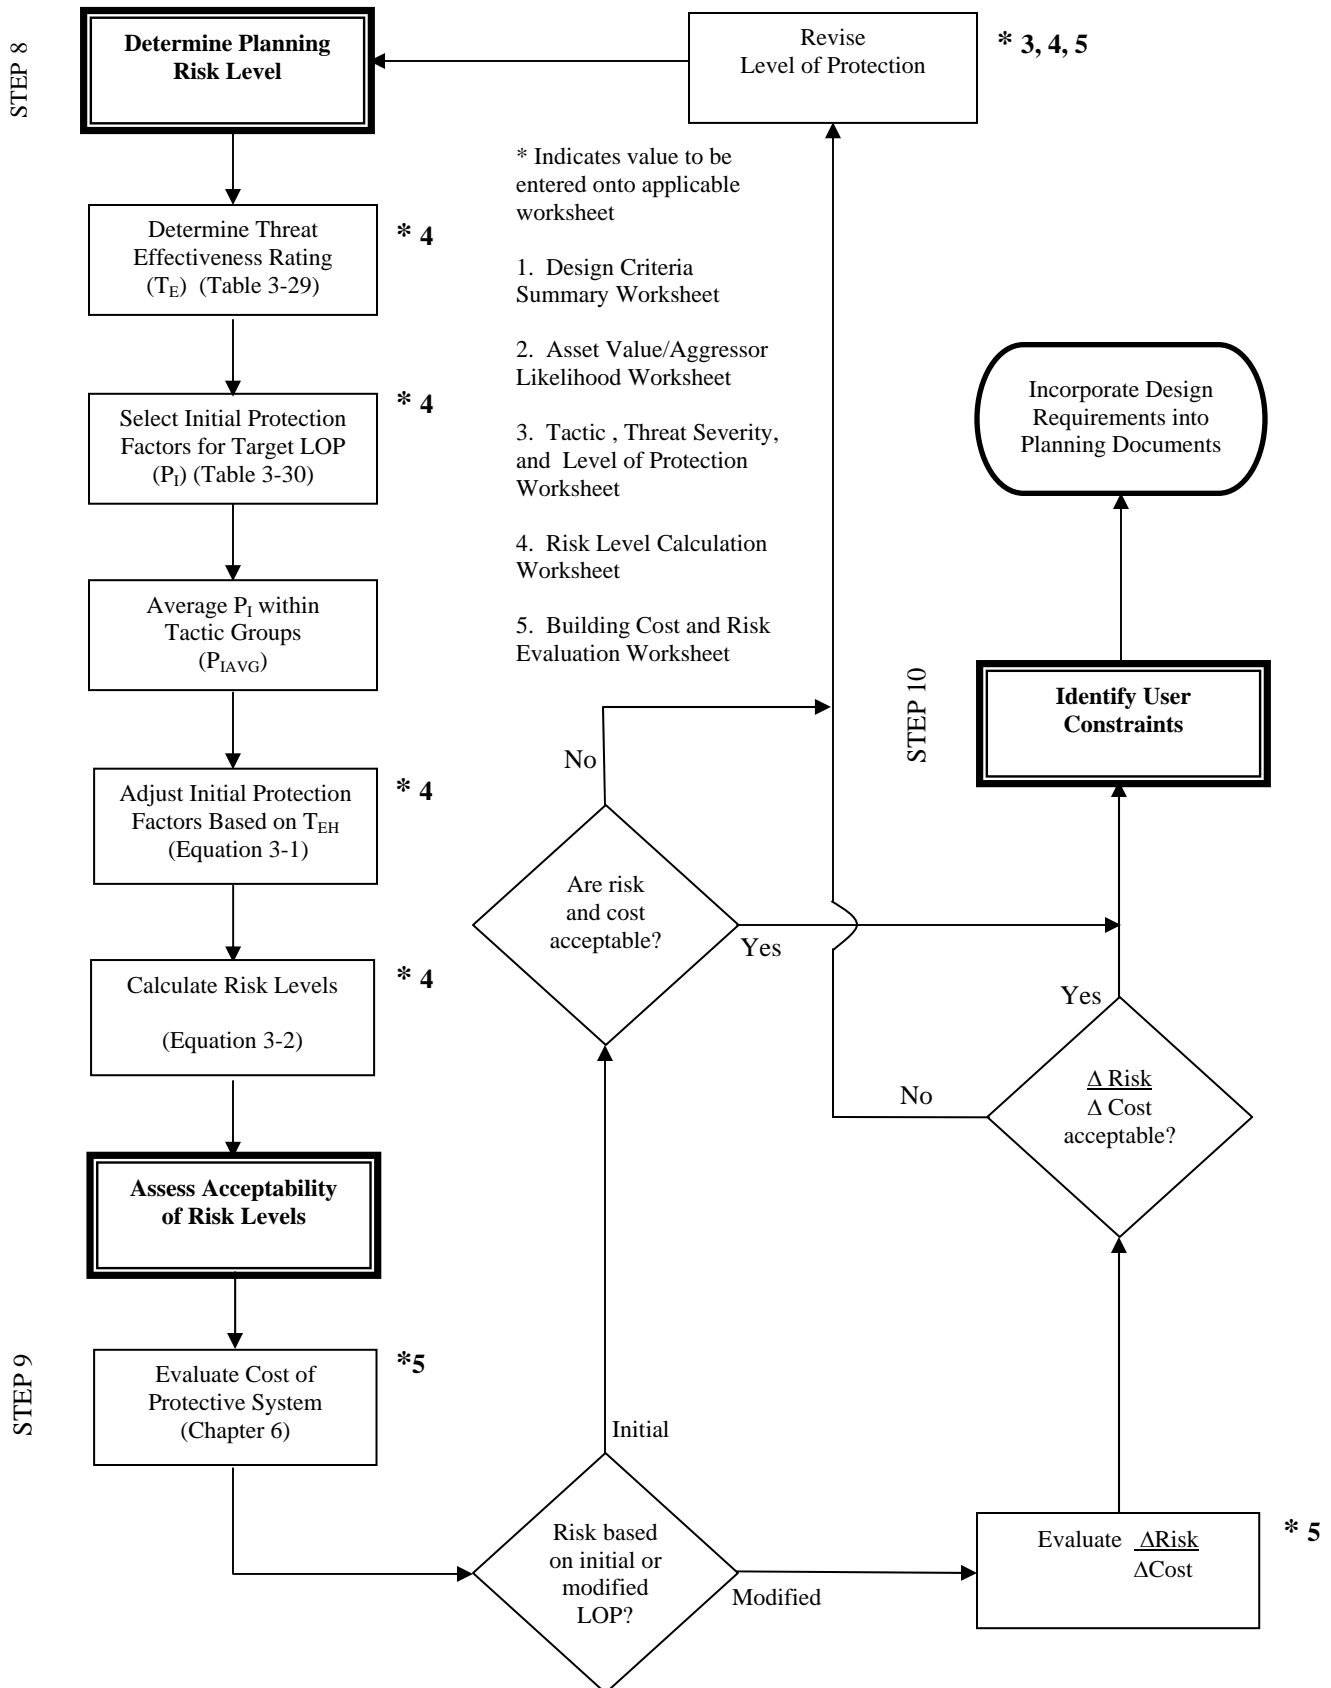 STEP 8
Determine Planning
Risk Level
Revise
Level of Protection
* 3, 4, 5
* Indicates value to be
entered onto applicable
worksheet
1. Design Criteria
Summary Worksheet
2. Asset Value/Aggressor
Likelihood Worksheet
3. Tactic , Threat Severity,
and Level of Protection
Worksheet
4. Risk Level Calculation
Worksheet
5. Building Cost and Risk
Evaluation Worksheet
Determine Threat
Effectiveness Rating
(TE) (Table 3-29)
* 4
Select Initial Protection
Factors for Target LOP
(PI) (Table 3-30)
* 4
Average PI within
Tactic Groups
(PIAVG)
Adjust Initial Protection
Factors Based on TEH
(Equation 3-1)
* 4
Calculate Risk Levels
(Equation 3-2)
* 4
Assess Acceptability
of Risk Levels
STEP 9
Evaluate Cost of
Protective System
(Chapter 6)
*5
Risk based
on initial or
modified
LOP?
Initial
Modified
Are risk
and cost
acceptable?
No
Yes
Evaluate ΔRisk
ΔCost
* 5
Δ Risk
Δ Cost
acceptable?
No
Yes
STEP 10
Identify User
Constraints
Incorporate Design
Requirements into
Planning Documents